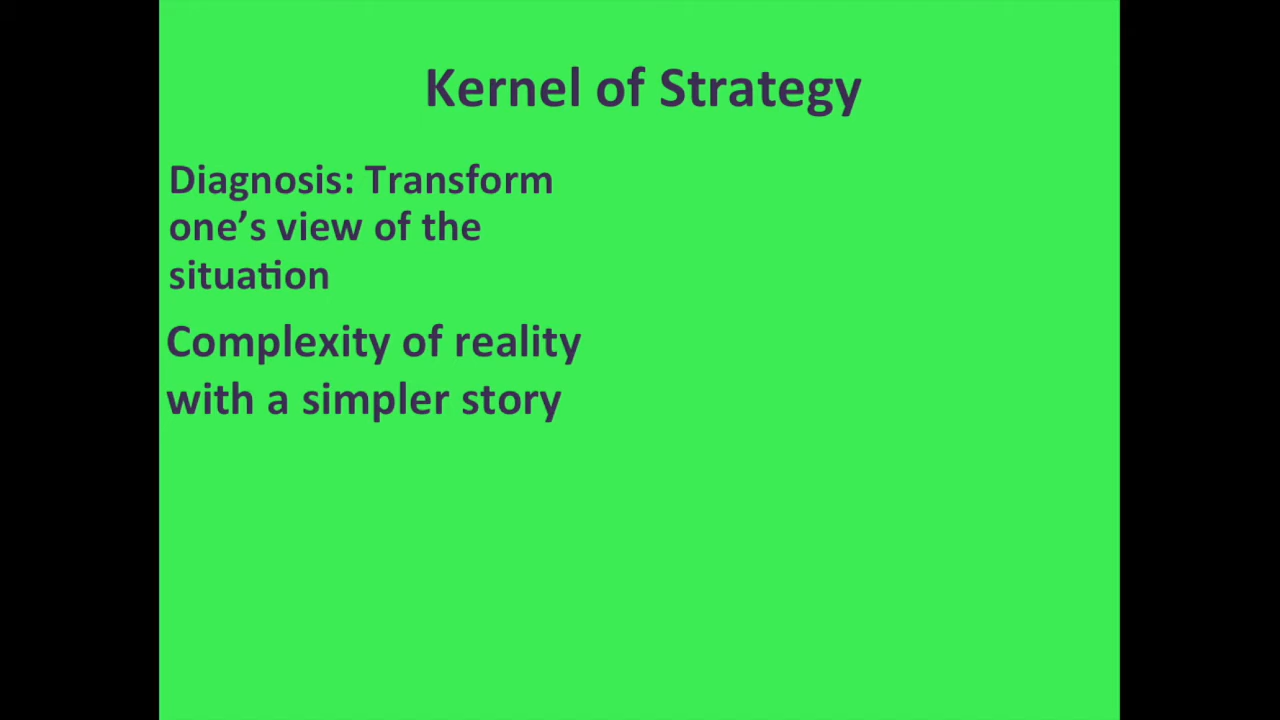 Kernel of Strategy
Diagnosis: Transform
one’s view of the
situation
Complexity of reality
with a simpler story